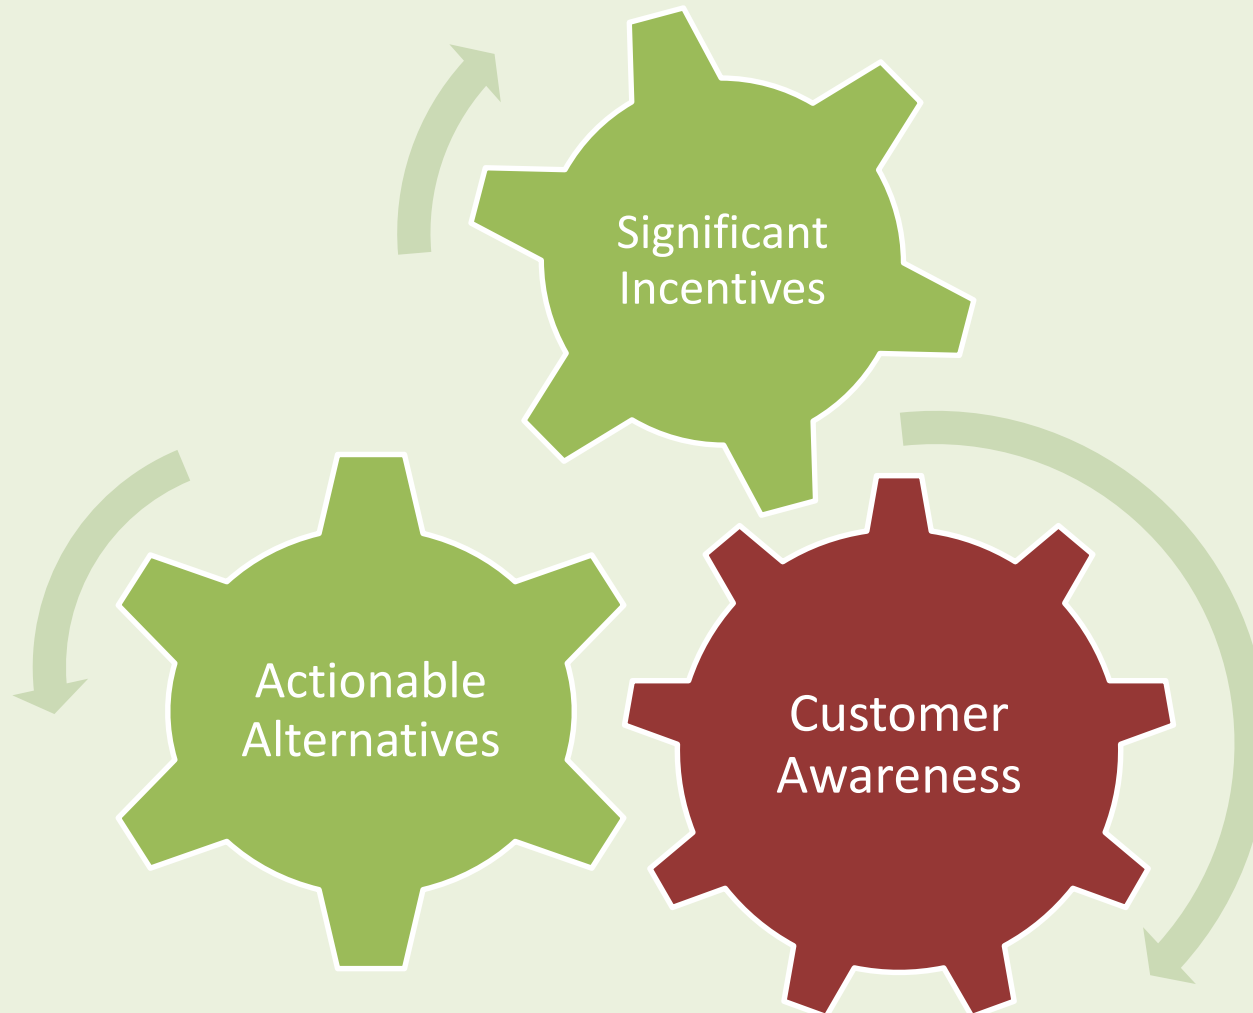 Significant
Incentives
Actionable
Alternatives
Customer
Awareness